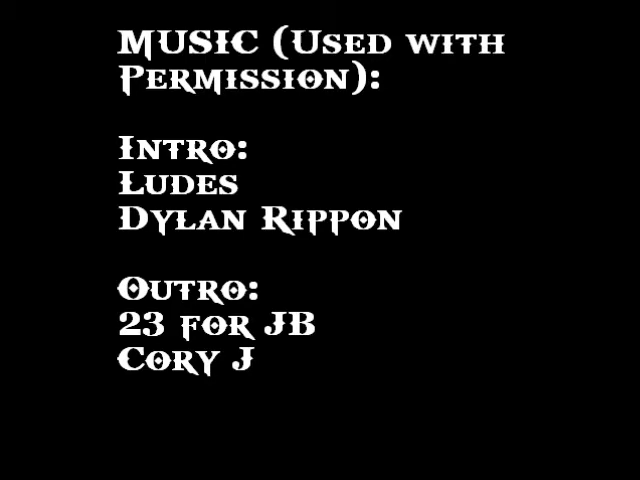 MUSIC (Used with
Permission):
Intro:
Ludes
Dylan Rippon
Outro:
23 for JB
Cory J